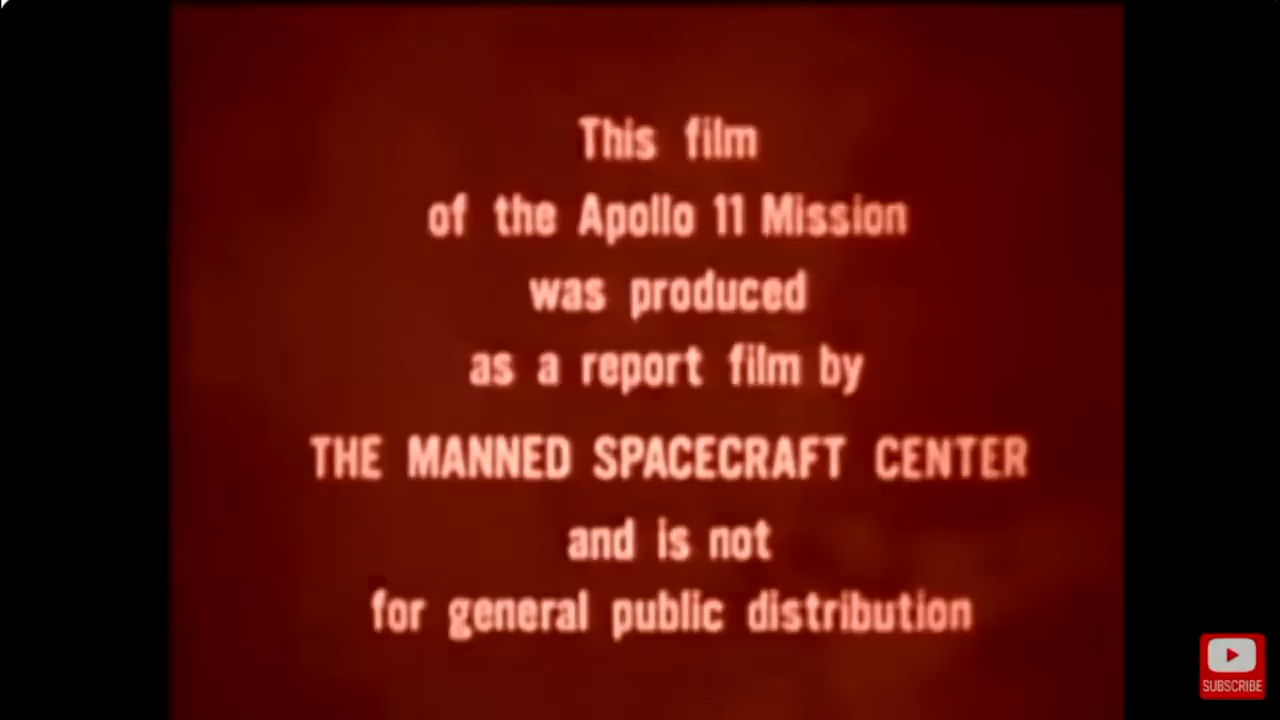 This film
of the Apollo 11 Mission
was produced
as a report film by
THE MANNED SPACECRAFT CENTER
and is not
for general public distribution
SUBSCRIBE